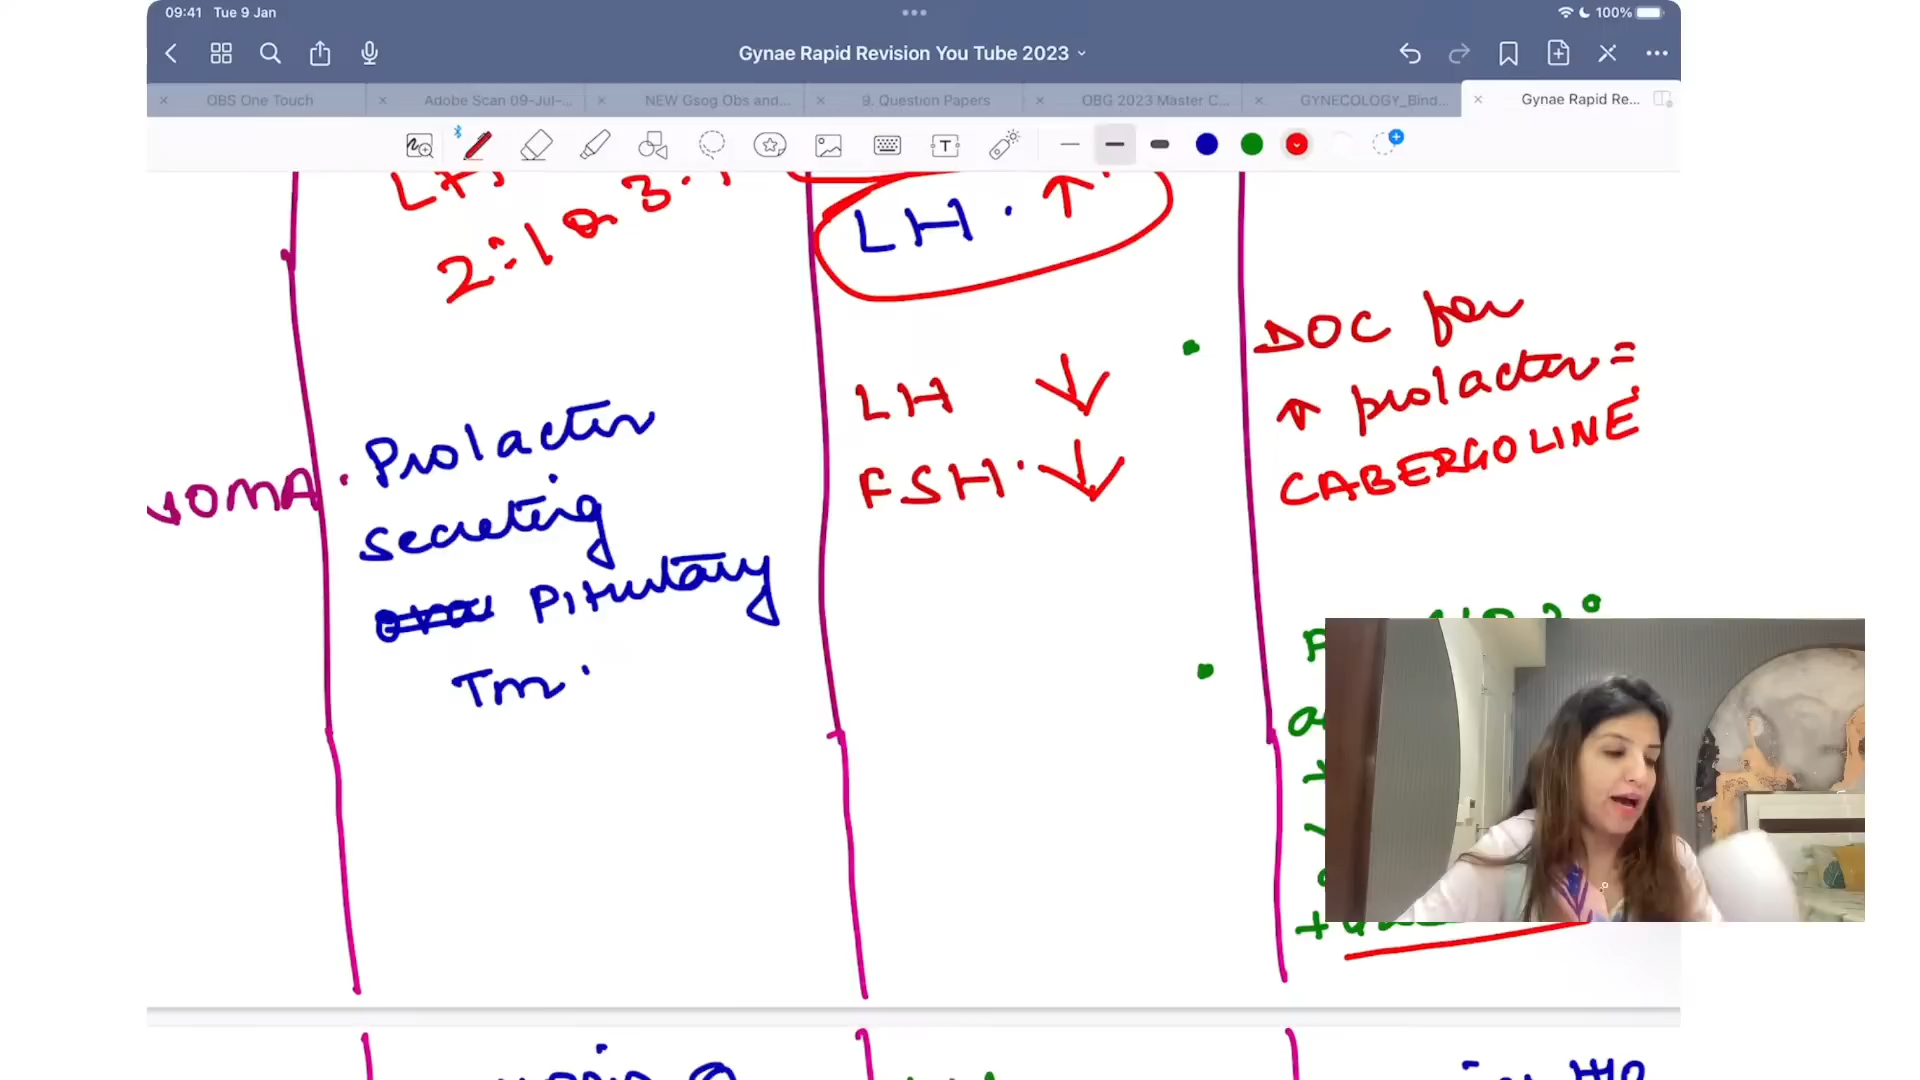 09:41 Tue 9 Jan
100%
Gynae Rapid Revision You Tube 2023
OBS One Touch
Adobe Scan 09-Jul-...
NEW Gsog Obs and...
9. Question Papers
OBG 2023 Master C...
GYNECOLOGY_Bind...
Gynae Rapid Re...
T
2:1 or 3:1
LH ↑
DOC for
↑ prolactin =
CABERGOLINE
LH ↓
FSH ↓
OMA
Prolactin
Secreting
Pituitary
Tm